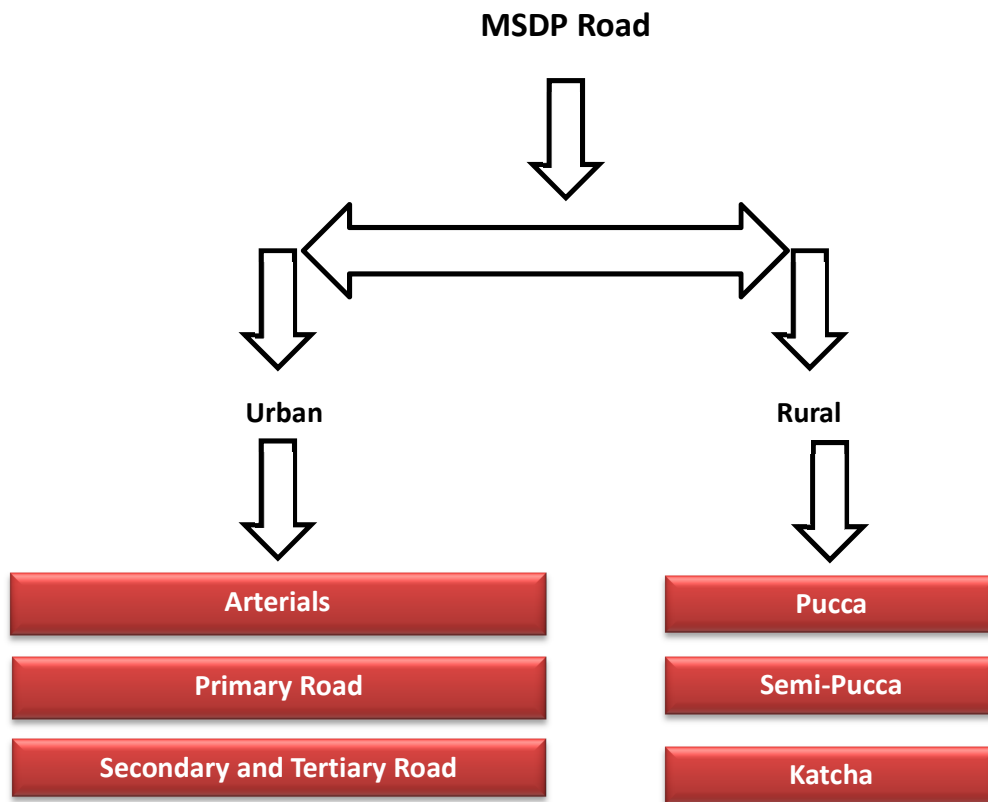 MSDP Road
Urban
Rural
Arterials
Pucca
Primary Road
Semi-Pucca
Secondary and Tertiary Road
Katcha